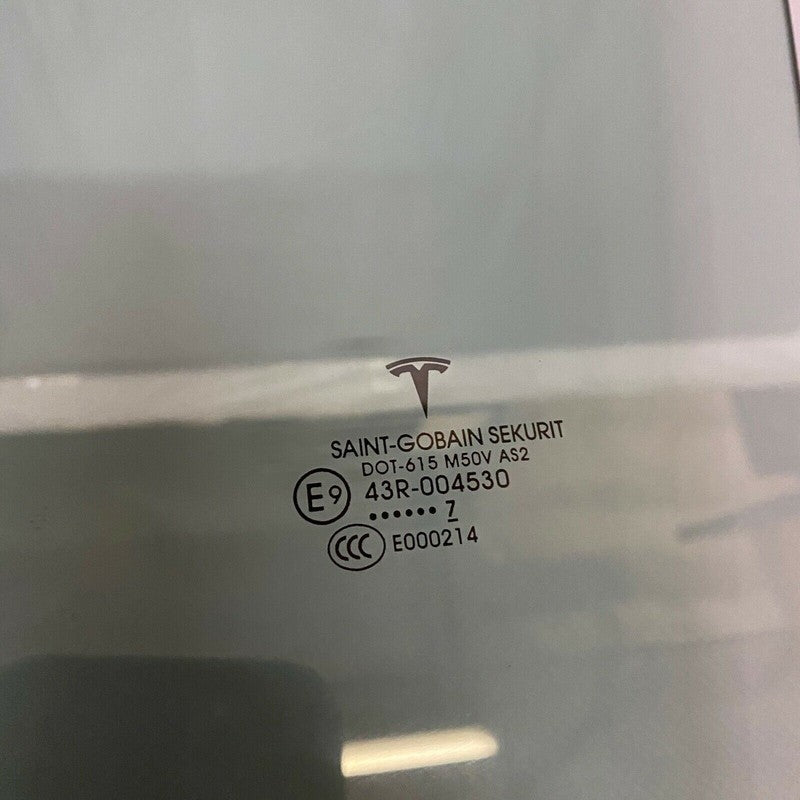 SAINT-GOBAIN SEKURIT
DOT-615 M50V AS2
E9 43R-004530
•••••• 7
CCC E000214